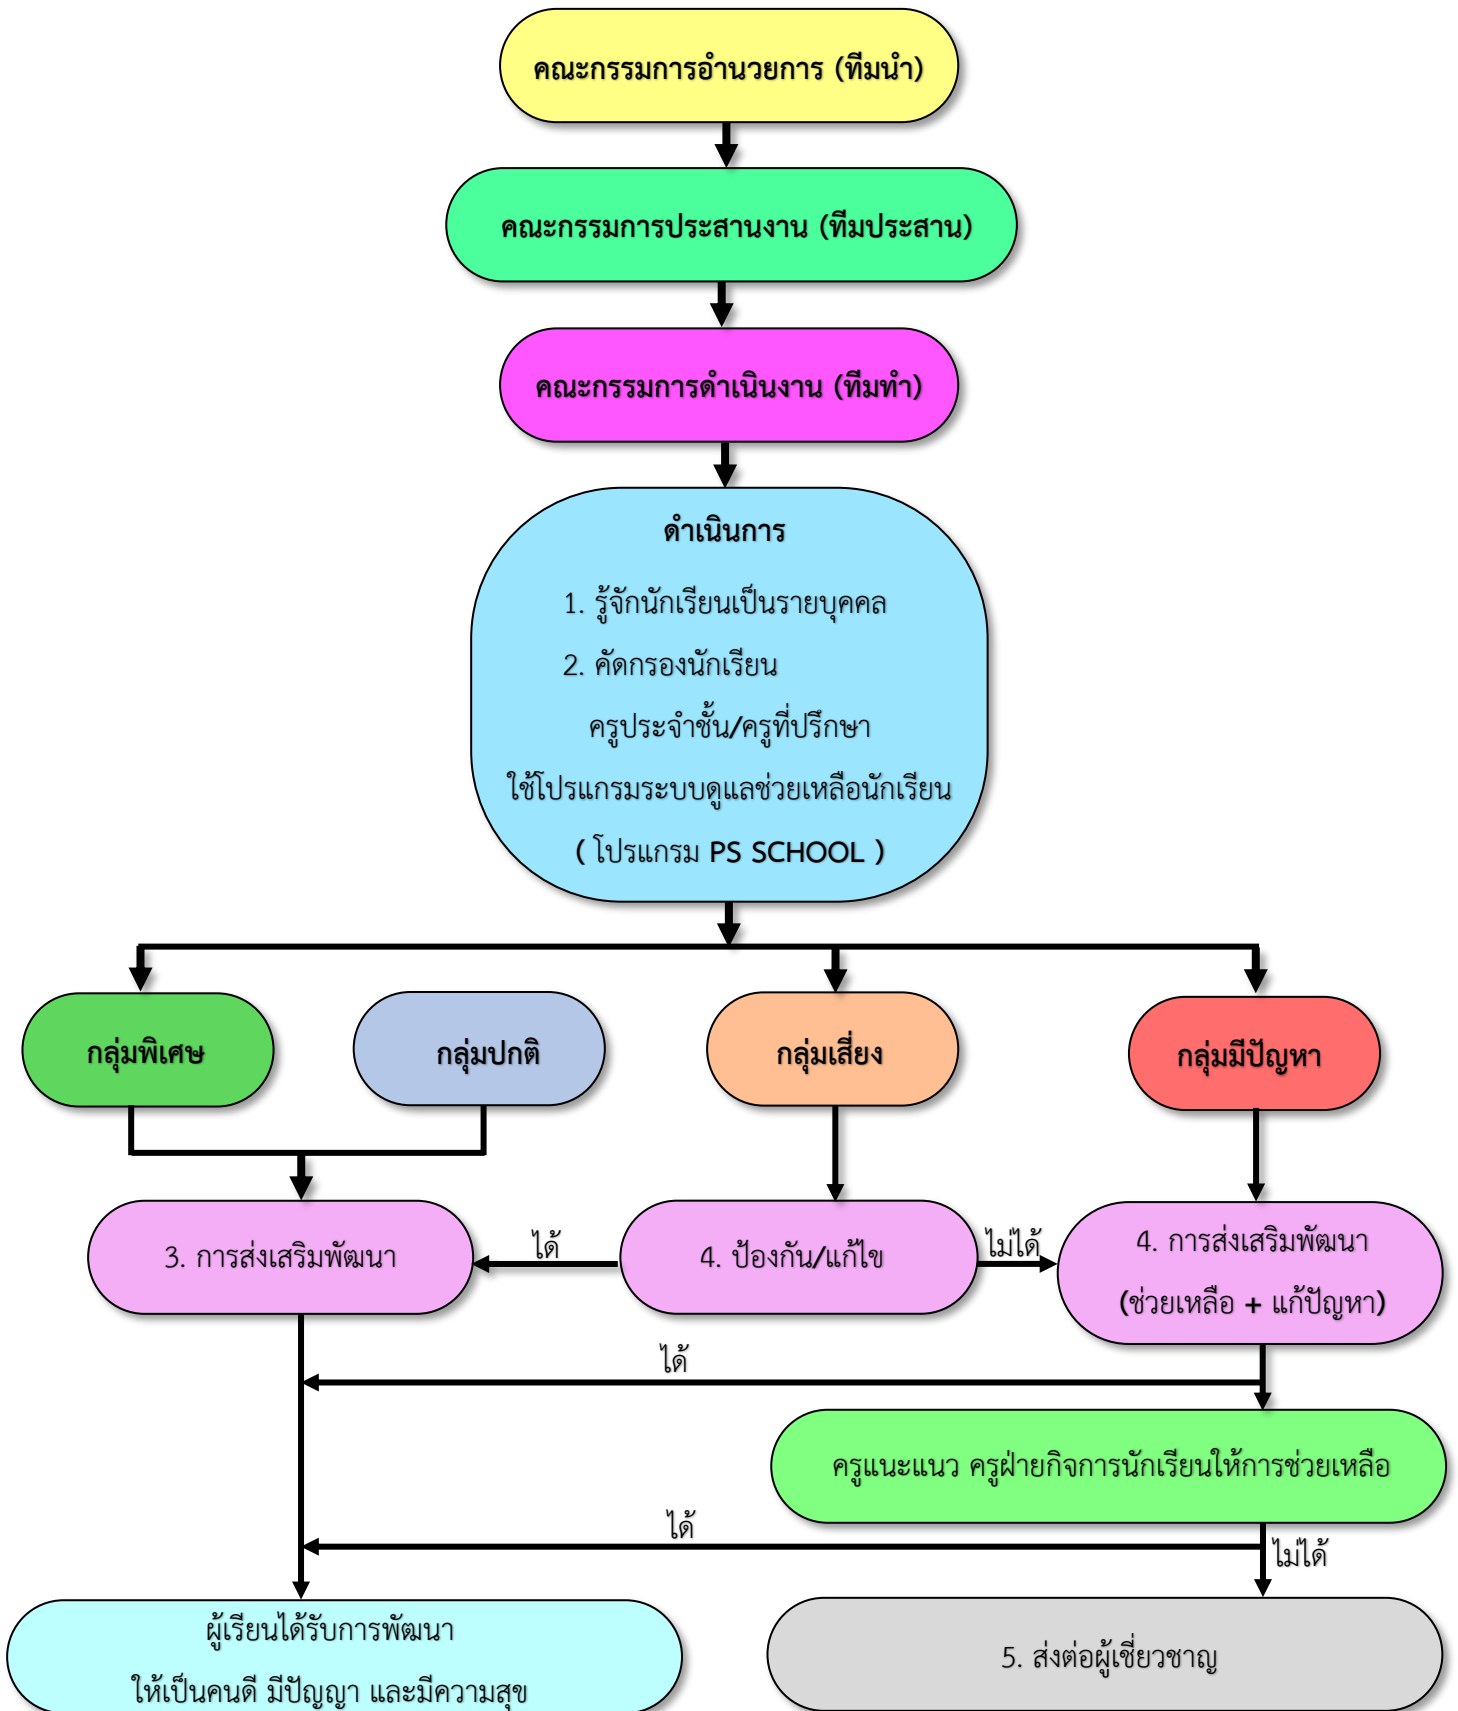 คณะกรรมการอำนวยการ (ทีมนำ)
คณะกรรมการประสานงาน (ทีมประสาน)
คณะกรรมการดำเนินงาน (ทีมทำ)
ดำเนินการ
1. รู้จักนักเรียนเป็นรายบุคคล
2. คัดกรองนักเรียน
ครูประจำชั้น/ครูที่ปรึกษา
ใช้โปรแกรมระบบดูแลช่วยเหลือนักเรียน
( โปรแกรม PS SCHOOL )
กลุ่มพิเศษ
กลุ่มปกติ
กลุ่มเสี่ยง
กลุ่มมีปัญหา
3. การส่งเสริมพัฒนา
ได้
4. ป้องกัน/แก้ไข
ไม่ได้
4. การส่งเสริมพัฒนา
(ช่วยเหลือ + แก้ปัญหา)
ได้
ครูแนะแนว ครูฝ่ายกิจการนักเรียนให้การช่วยเหลือ
ได้
ไม่ได้
ผู้เรียนได้รับการพัฒนา
ให้เป็นคนดี มีปัญญา และมีความสุข
5. ส่งต่อผู้เชี่ยวชาญ